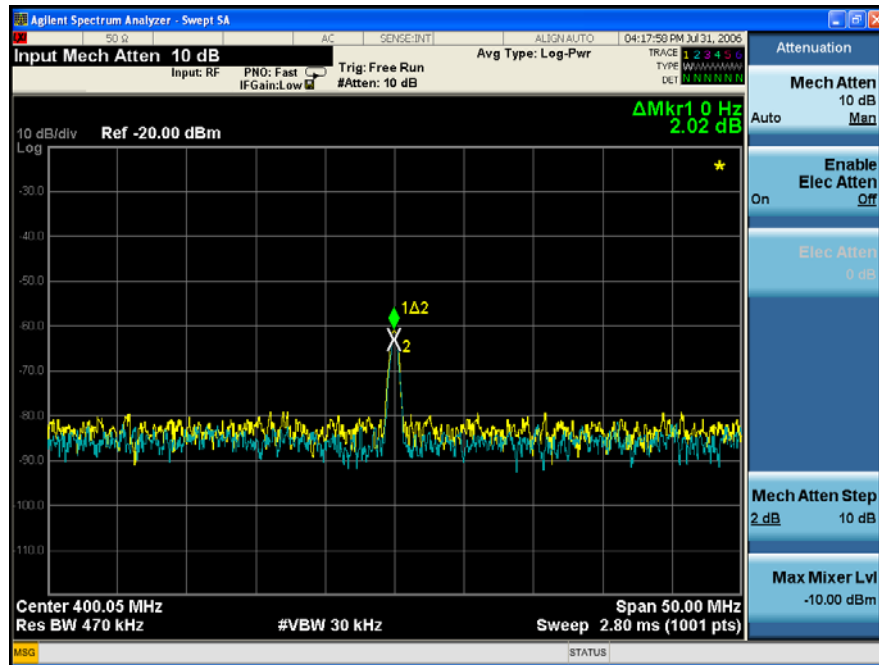 Agilent Spectrum Analyzer - Swept SA
50 Ω AC SENSE:INT ALIGN AUTO 04:17:58 PM Jul 31, 2006
Input Mech Atten 10 dB
Input: RF PNO: Fast
IFGain:Low
Trig: Free Run
#Atten: 10 dB
Avg Type: Log-Pwr
TRACE 1 2 3 4 5 6
TYPE WWWWWW
DET N N N N N N
ΔMkr1 0 Hz
2.02 dB
10 dB/div Ref -20.00 dBm
Log
*
-30.0
-40.0
-50.0
-60.0
-70.0
-80.0
-90.0
-100.0
-110.0
1Δ2
X
2
Center 400.05 MHz Span 50.00 MHz
Res BW 470 kHz #VBW 30 kHz Sweep 2.80 ms (1001 pts)
MSG STATUS
Attenuation
Mech Atten
10 dB
Auto Man
Enable
Elec Atten
On Off
Elec Atten
0 dB
Mech Atten Step
2 dB 10 dB
Max Mixer Lvl
-10.00 dBm